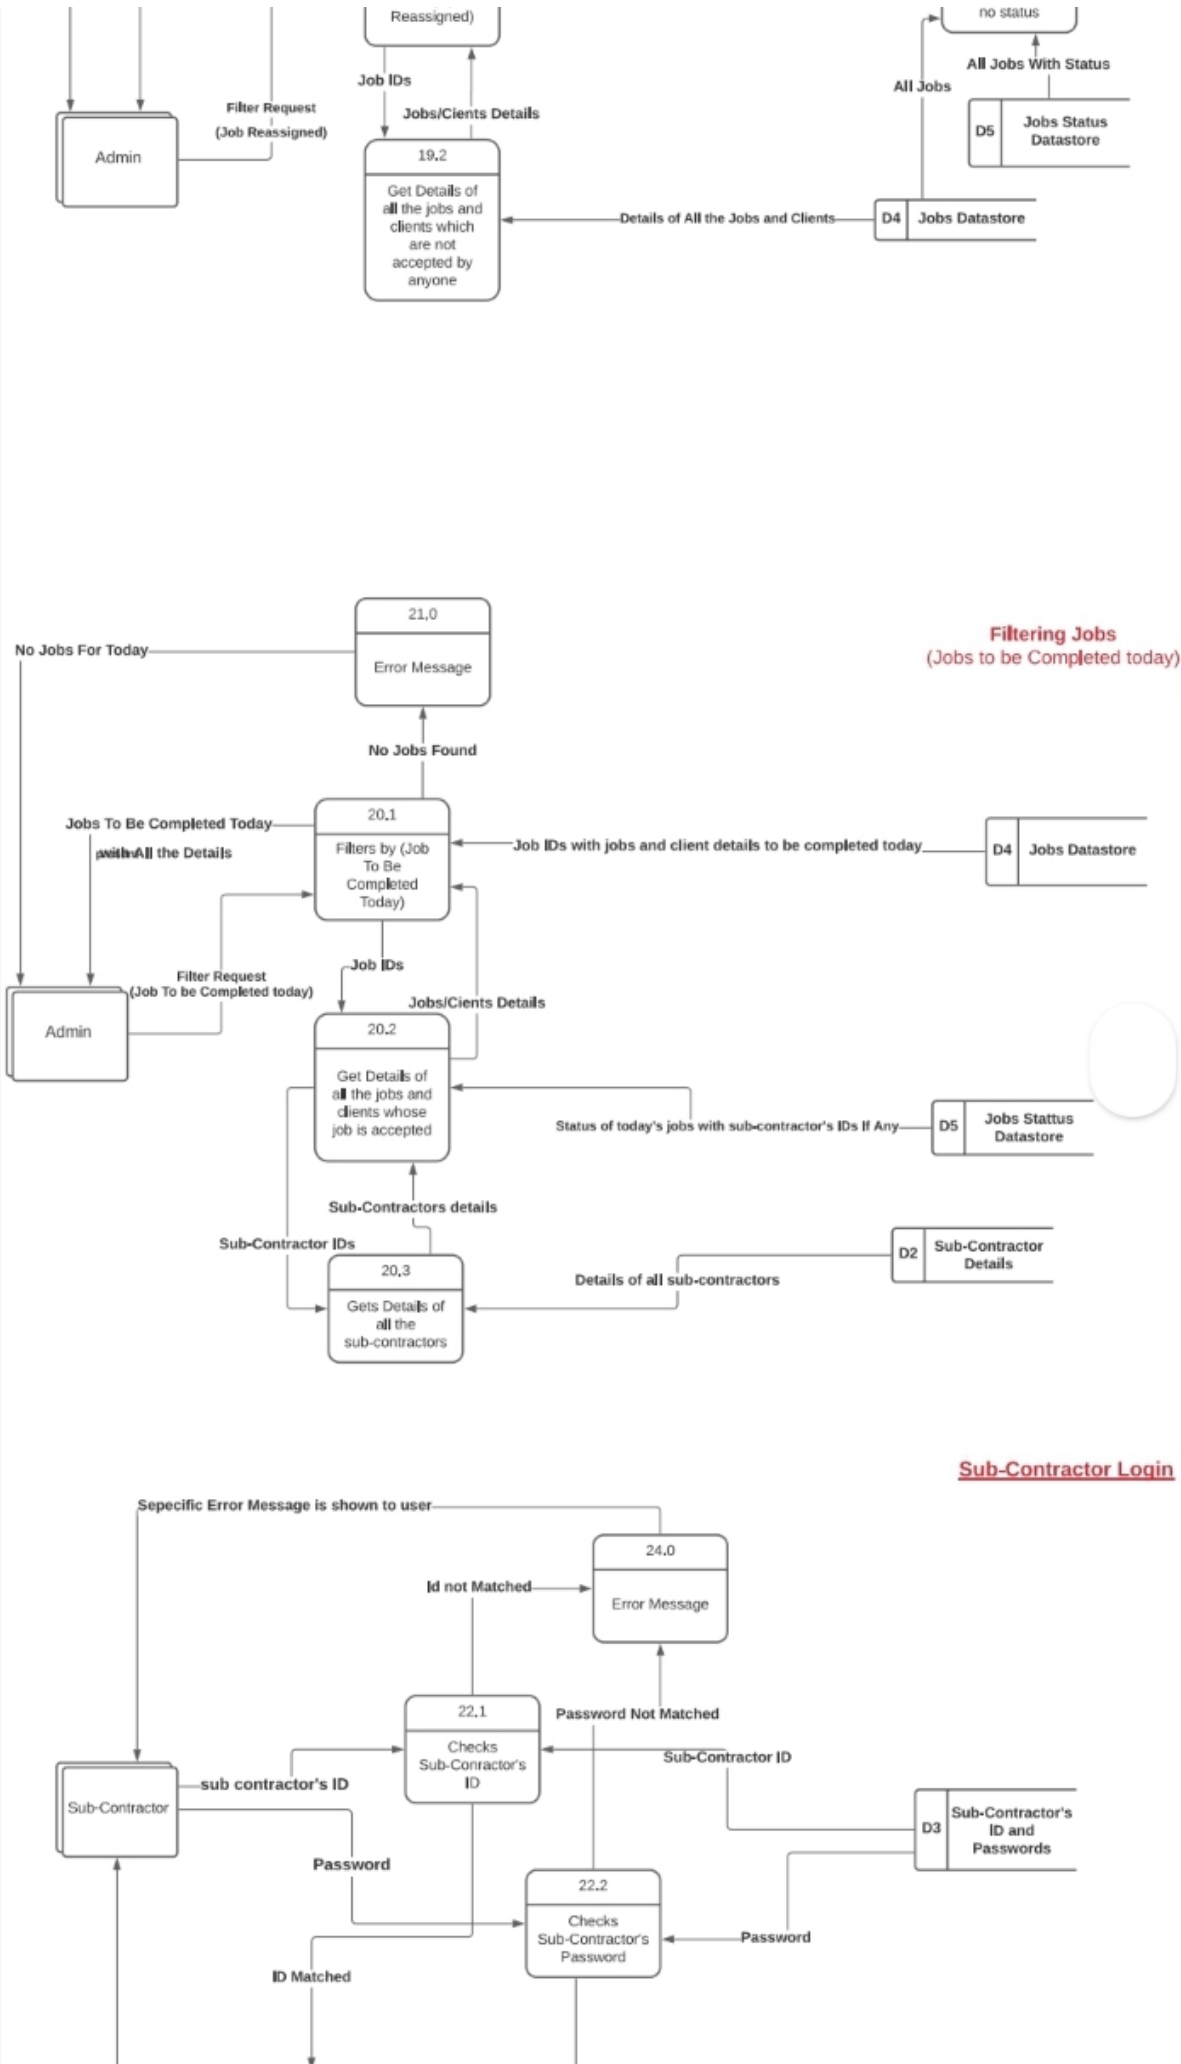 Reassigned)
no status
Job IDs
All Jobs With Status
All Jobs
Filter Request
(Job Reassigned)
Jobs/Cients Details
D5
Jobs Status
Datastore
Admin
19.2
Get Details of
all the jobs and
clients which
are not
accepted by
anyone
Details of All the Jobs and Clients
D4
Jobs Datastore
21.0
Error Message
No Jobs For Today
Filtering Jobs
(Jobs to be Completed today)
No Jobs Found
20.1
Filters by (Job
To Be
Completed
Today)
Jobs To Be Completed Today
with All the Details
Job IDs with jobs and client details to be completed today
D4
Jobs Datastore
Job IDs
Filter Request
(Job To be Completed today)
Jobs/Cients Details
Admin
20.2
Get Details of
all the jobs and
clients whose
job is accepted
Status of today's jobs with sub-contractor's IDs If Any
D5
Jobs Stattus
Datastore
Sub-Contractors details
Sub-Contractor IDs
D2
Sub-Contractor
Details
20.3
Gets Details of
all the
sub-contractors
Details of all sub-contractors
Sub-Contractor Login
Sepecific Error Message is shown to user
24.0
Error Message
Id not Matched
22.1
Checks
Sub-Conractor's
ID
Password Not Matched
Sub-Contractor ID
sub contractor's ID
Sub-Contractor
D3
Sub-Contractor's
ID and
Passwords
Password
22.2
Checks
Sub-Contractor's
Password
Password
ID Matched